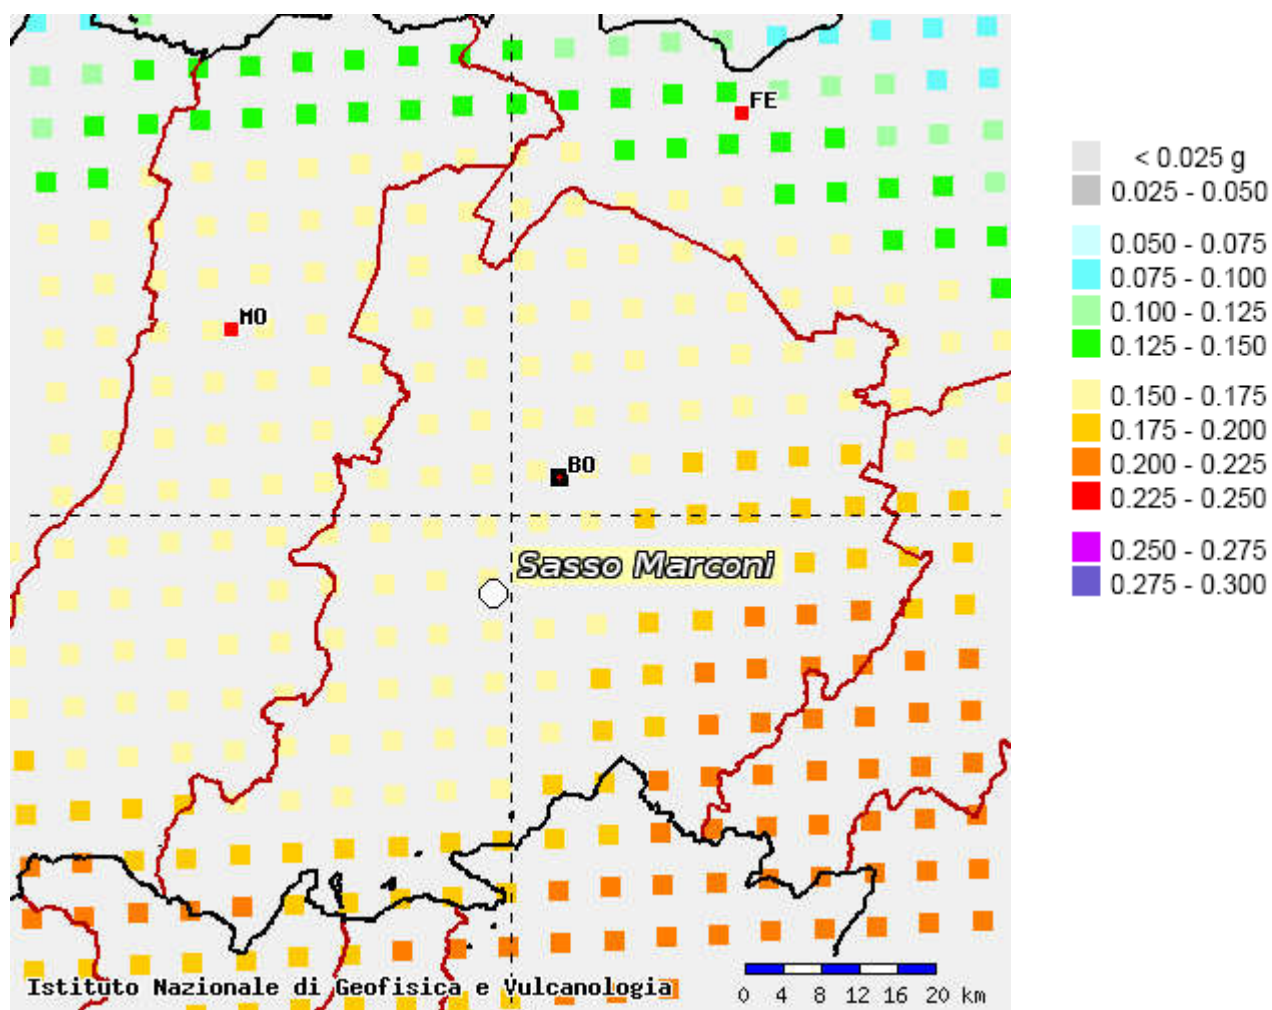 FE
< 0.025 g
0.025 - 0.050
0.050 - 0.075
0.075 - 0.100
0.100 - 0.125
0.125 - 0.150
MO
0.150 - 0.175
0.175 - 0.200
0.200 - 0.225
0.225 - 0.250
BO
0.250 - 0.275
0.275 - 0.300
Sasso Marconi
Istituto Nazionale di Geofisica e Vulcanologia
0 4 8 12 16 20 km